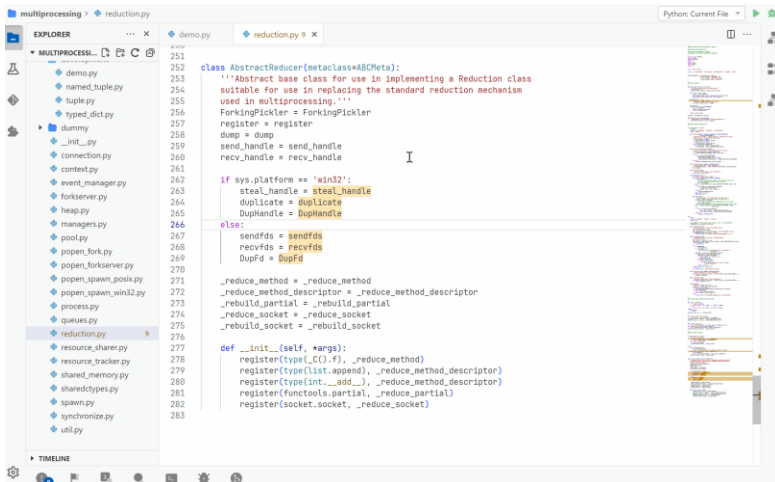 multiprocessing > reduction.py
Python: Current File
EXPLORER
demo.py
reduction.py 9 ×
MULTIPROCESSI...
demo.py
named_tuple.py
tuple.py
typed_dict.py
dummy
__init__.py
connection.py
context.py
event_manager.py
forkserver.py
heap.py
managers.py
pool.py
popen_fork.py
popen_forkserver.py
popen_spawn_posix.py
popen_spawn_win32.py
process.py
queues.py
reduction.py 9
resource_sharer.py
resource_tracker.py
shared_memory.py
sharedctypes.py
spawn.py
synchronize.py
util.py
TIMELINE
251
252 class AbstractReducer(metaclass=ABCMeta):
253 '''Abstract base class for use in implementing a Reduction class
254 suitable for use in replacing the standard reduction mechanism
255 used in multiprocessing.'''
256 ForkingPickler = ForkingPickler
257 register = register
258 dump = dump
259 send_handle = send_handle
260 recv_handle = recv_handle
261
262 if sys.platform == 'win32':
263 steal_handle = steal_handle
264 duplicate = duplicate
265 DupHandle = DupHandle
266 else:
267 sendfds = sendfds
268 recvfds = recvfds
269 DupFd = DupFd
270
271 _reduce_method = _reduce_method
272 _reduce_method_descriptor = _reduce_method_descriptor
273 _rebuild_partial = _rebuild_partial
274 _reduce_socket = _reduce_socket
275 _rebuild_socket = _rebuild_socket
276
277 def __init__(self, *args):
278 register(type(_C().f), _reduce_method)
279 register(type(list.append), _reduce_method_descriptor)
280 register(type(int.__add__), _reduce_method_descriptor)
281 register(functools.partial, _reduce_partial)
282 register(socket.socket, _reduce_socket)
283